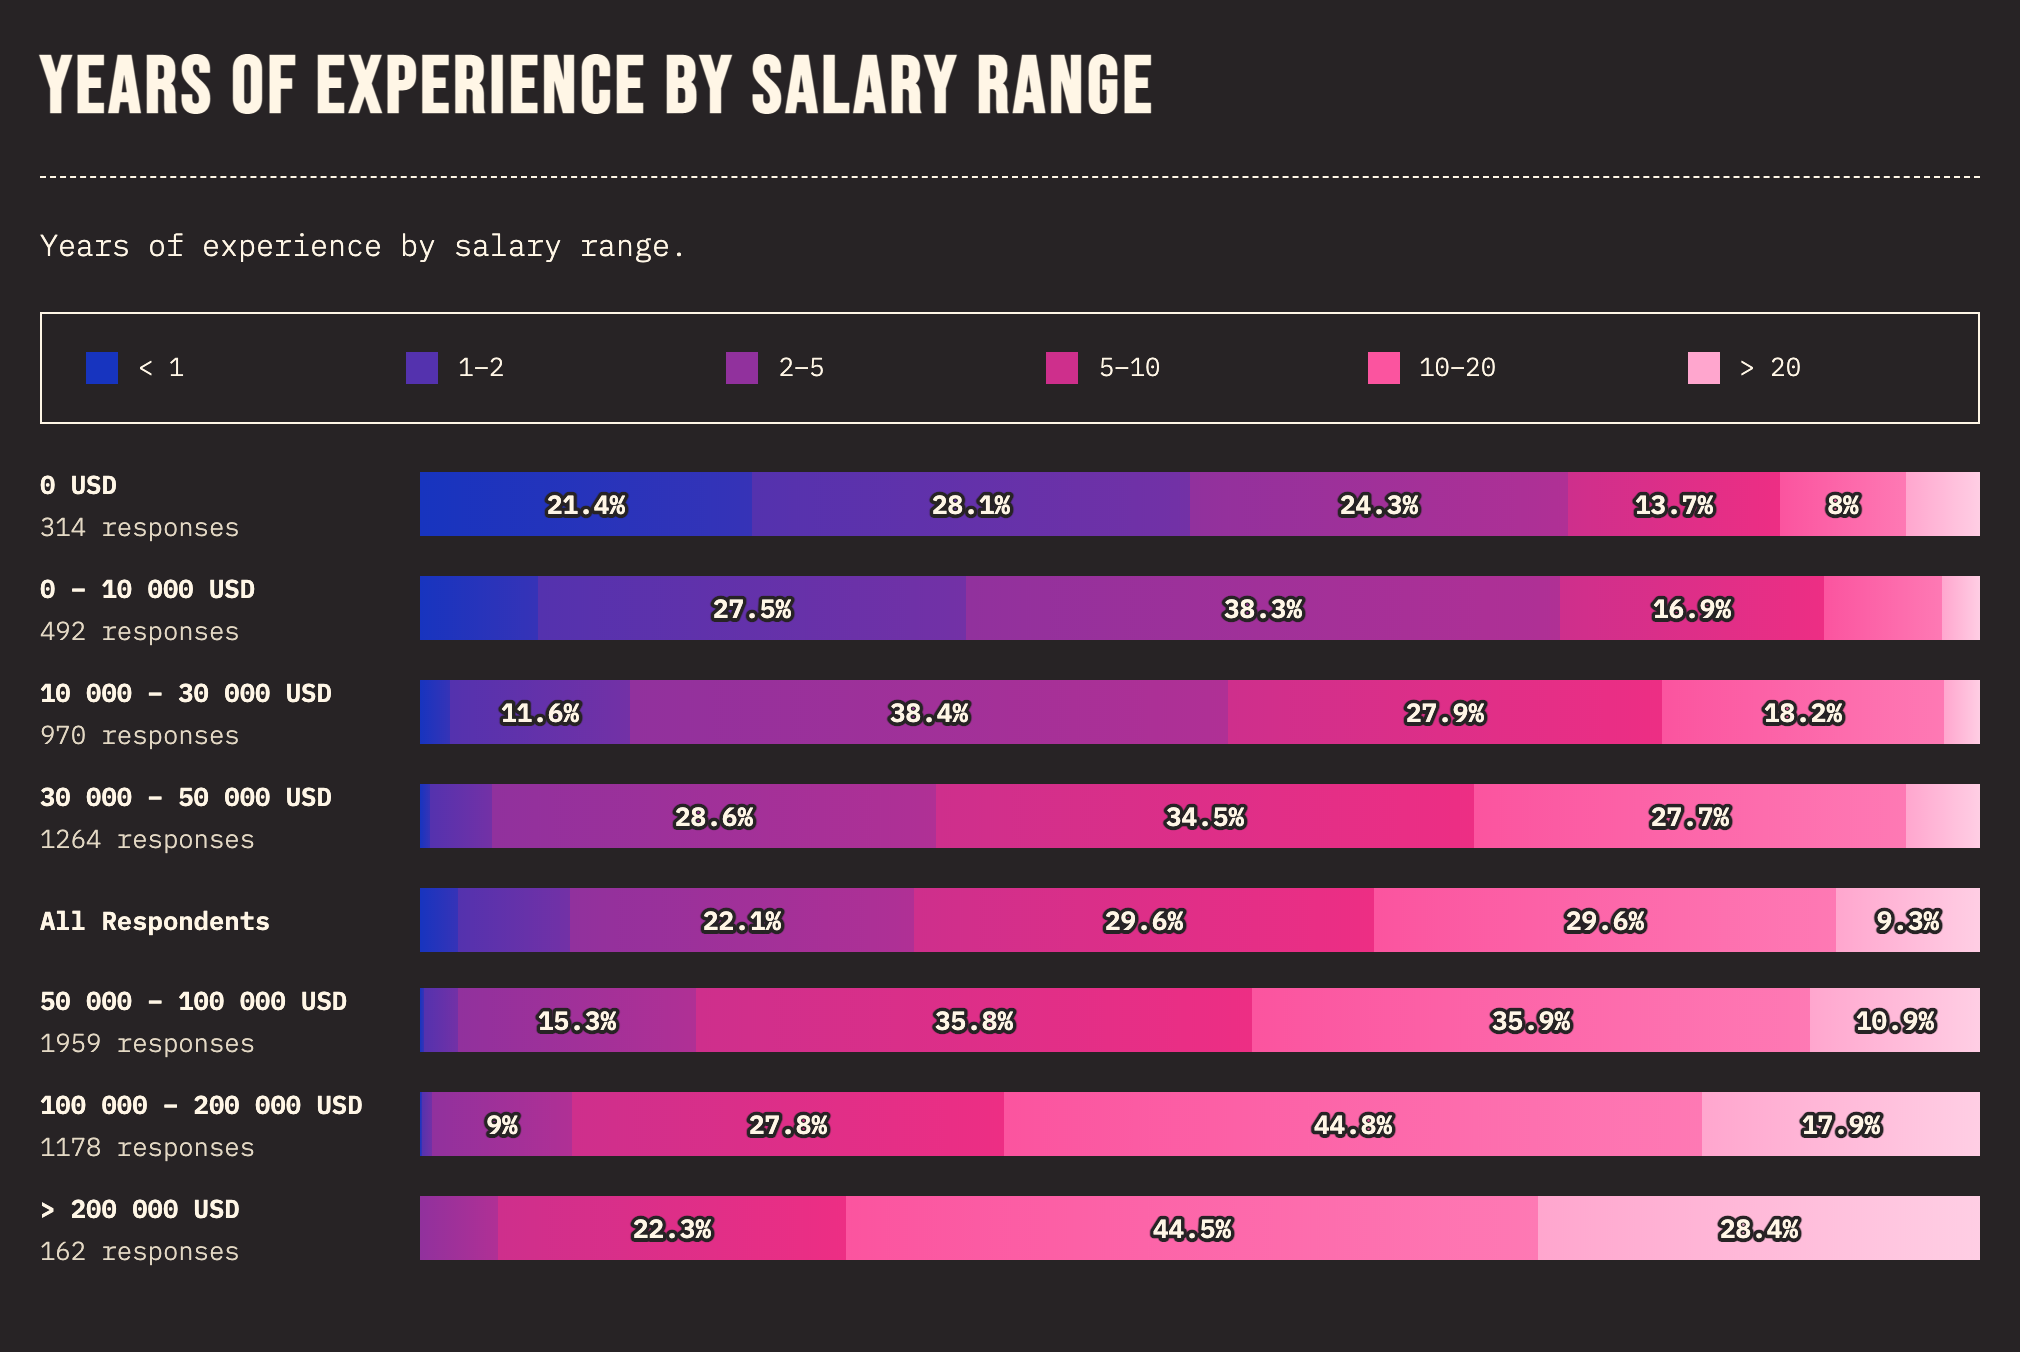 YEARS OF EXPERIENCE BY SALARY RANGE
Years of experience by salary range.
< 1 1–2 2–5 5–10 10–20 > 20
0 USD
314 responses
21.4% 28.1% 24.3% 13.7% 8%
0 – 10 000 USD
492 responses
27.5% 38.3% 16.9%
10 000 – 30 000 USD
970 responses
11.6% 38.4% 27.9% 18.2%
30 000 – 50 000 USD
1264 responses
28.6% 34.5% 27.7%
All Respondents
22.1% 29.6% 29.6% 9.3%
50 000 – 100 000 USD
1959 responses
15.3% 35.8% 35.9% 10.9%
100 000 – 200 000 USD
1178 responses
9% 27.8% 44.8% 17.9%
> 200 000 USD
162 responses
22.3% 44.5% 28.4%